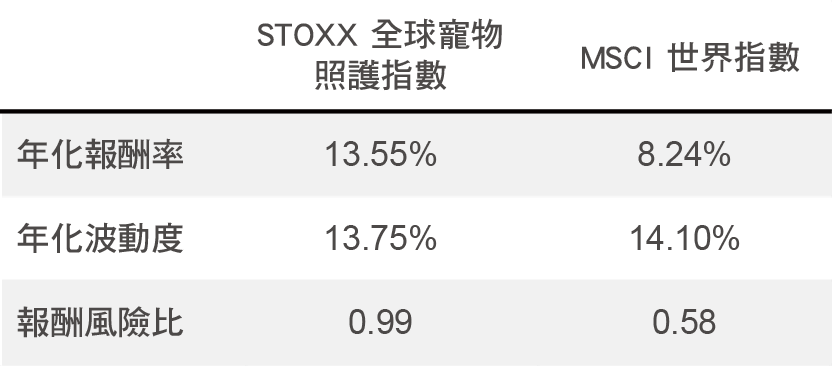 STOXX 全球寵物
照護指數
MSCI 世界指數
年化報酬率 13.55% 8.24%
年化波動度 13.75% 14.10%
報酬風險比 0.99 0.58